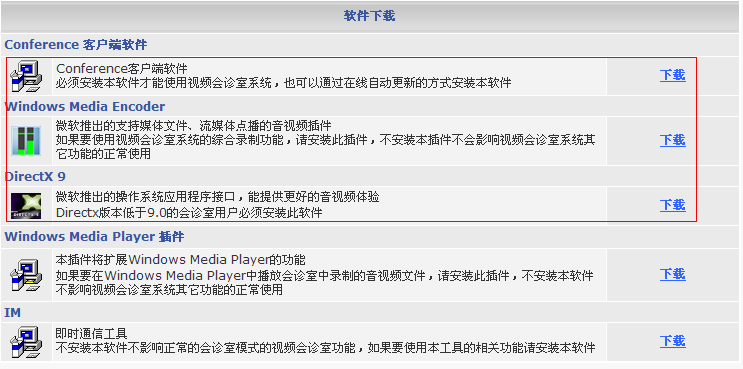 软件下载
Conference 客户端软件
Conference客户端软件
必须安装本软件才能使用视频会诊室系统，也可以通过在线自动更新的方式安装本软件
下载
Windows Media Encoder
微软推出的支持媒体文件、流媒体点播的音视频插件
如果要使用视频会诊室系统的综合录制功能，请安装此插件，不安装本插件不会影响视频会诊室系统其
它功能的正常使用
下载
DirectX 9
微软推出的操作系统应用程序接口，能提供更好的音视频体验
Directx版本低于9.0的会诊室用户必须安装此软件
下载
DIRECTX 9
Windows Media Player 插件
本插件将扩展Windows Media Player的功能
如果要在Windows Media Player中播放会诊室中录制的音视频文件，请安装此插件，不安装本软件
不影响视频会诊室系统其它功能的正常使用
下载
IM
即时通信工具
不安装本软件不影响正常的会诊室模式的视频会诊室功能，如果要使用本工具的相关功能请安装本软件
下载